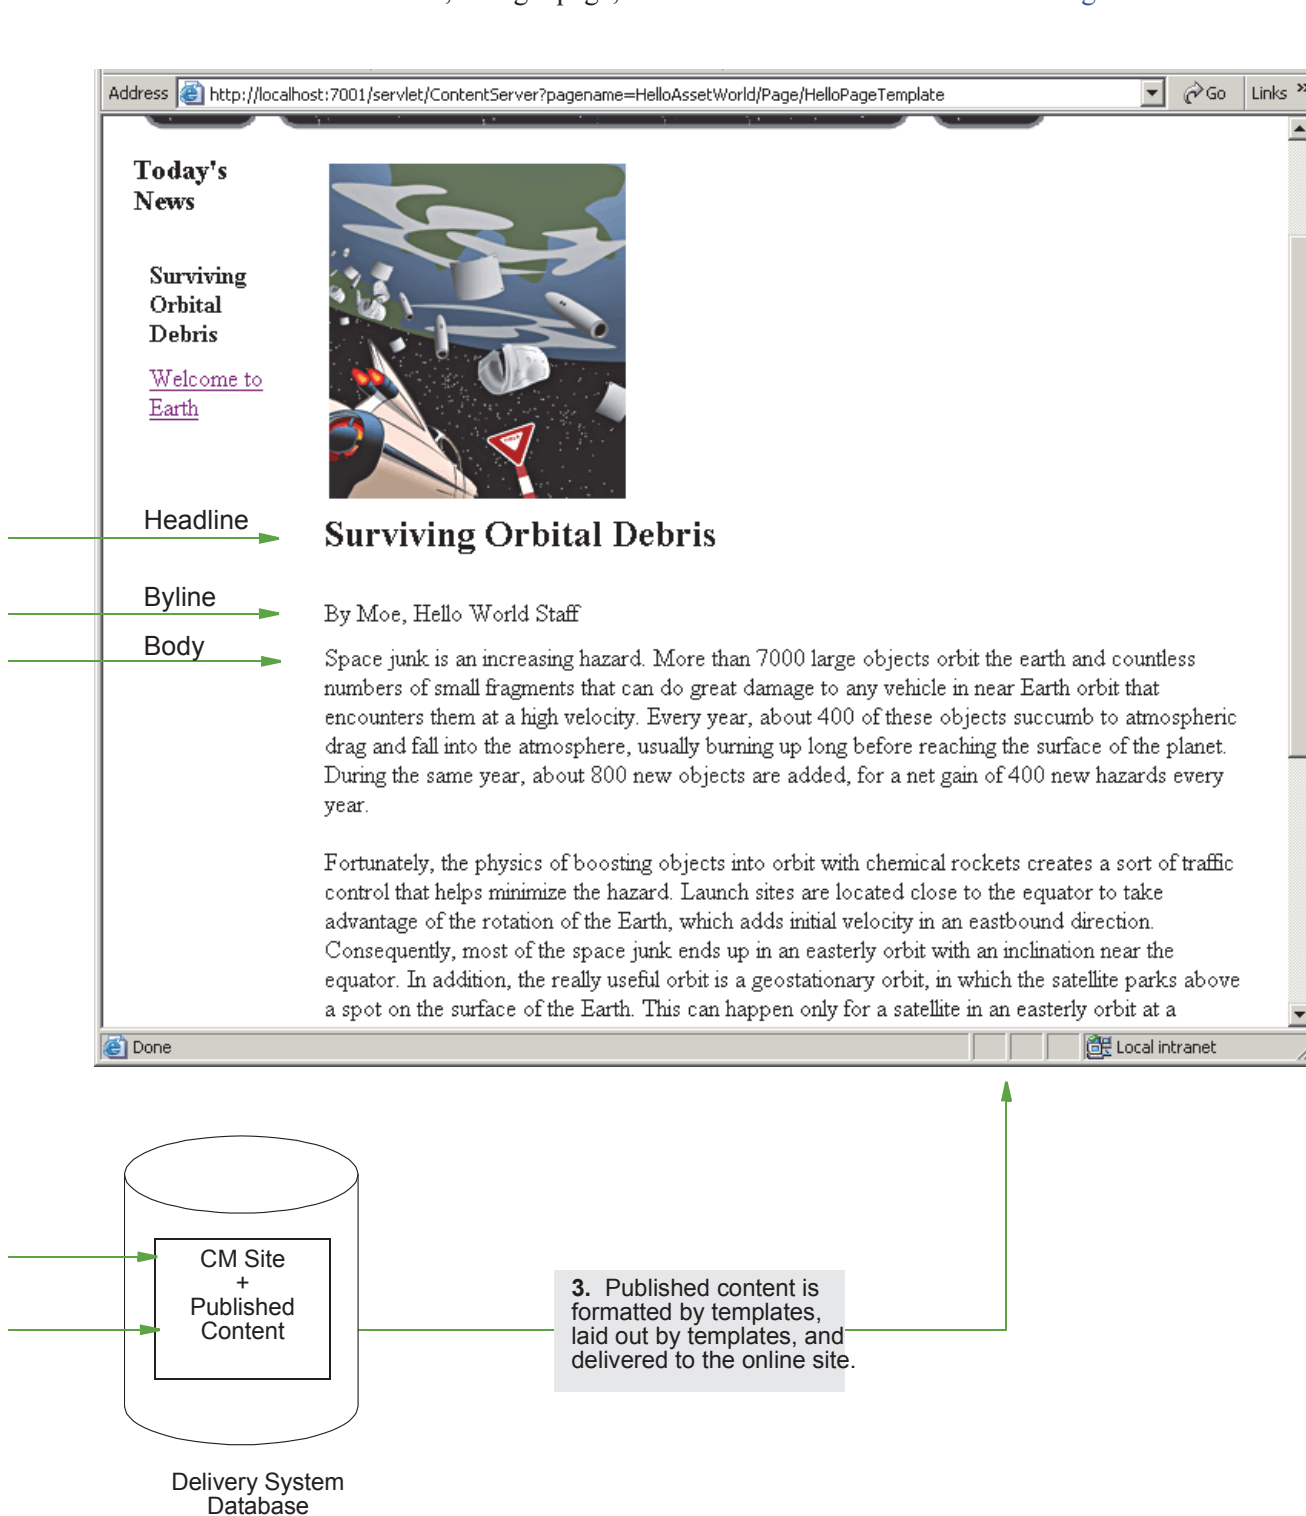 Address http://localhost:7001/servlet/ContentServer?pagename=HelloAssetWorld/Page/HelloPageTemplate Go Links »
Today's
News
Surviving
Orbital
Debris
Welcome to
Earth
Headline
Surviving Orbital Debris
Byline
By Moe, Hello World Staff
Body
Space junk is an increasing hazard. More than 7000 large objects orbit the earth and countless
numbers of small fragments that can do great damage to any vehicle in near Earth orbit that
encounters them at a high velocity. Every year, about 400 of these objects succumb to atmospheric
drag and fall into the atmosphere, usually burning up long before reaching the surface of the planet.
During the same year, about 800 new objects are added, for a net gain of 400 new hazards every
year.
Fortunately, the physics of boosting objects into orbit with chemical rockets creates a sort of traffic
control that helps minimize the hazard. Launch sites are located close to the equator to take
advantage of the rotation of the Earth, which adds initial velocity in an eastbound direction.
Consequently, most of the space junk ends up in an easterly orbit with an inclination near the
equator. In addition, the really useful orbit is a geostationary orbit, in which the satellite parks above
a spot on the surface of the Earth. This can happen only for a satellite in an easterly orbit at a
Done Local intranet
CM Site
+
Published
Content
3. Published content is
formatted by templates,
laid out by templates, and
delivered to the online site.
Delivery System
Database